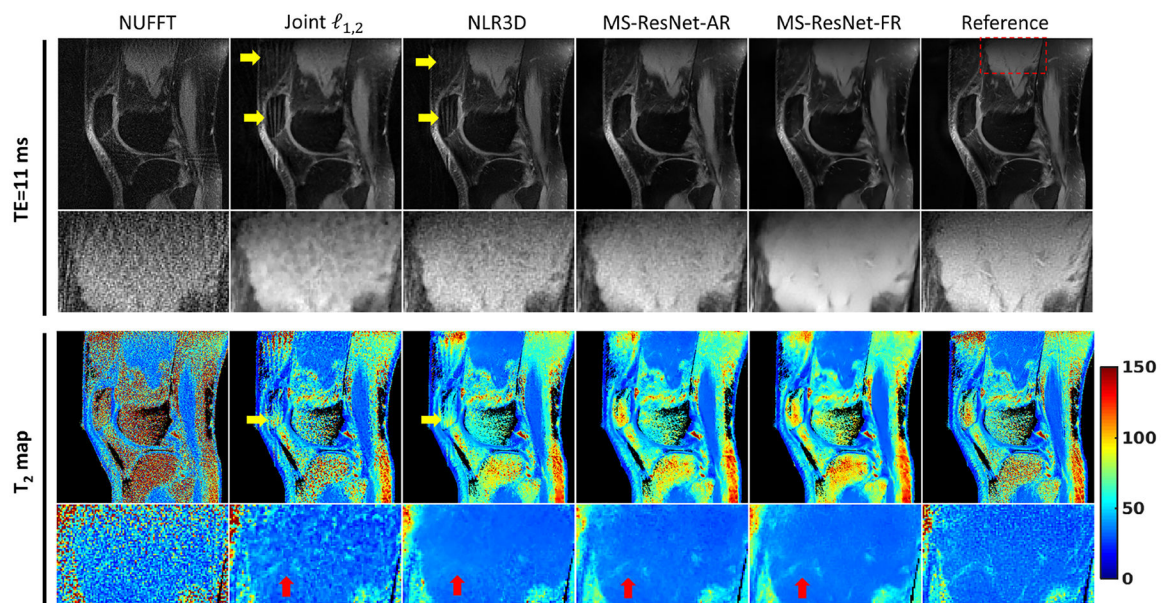 NUFFT Joint ℓ1,2 NLR3D MS-ResNet-AR MS-ResNet-FR Reference
TE=11 ms
T2 map
150
100
50
0